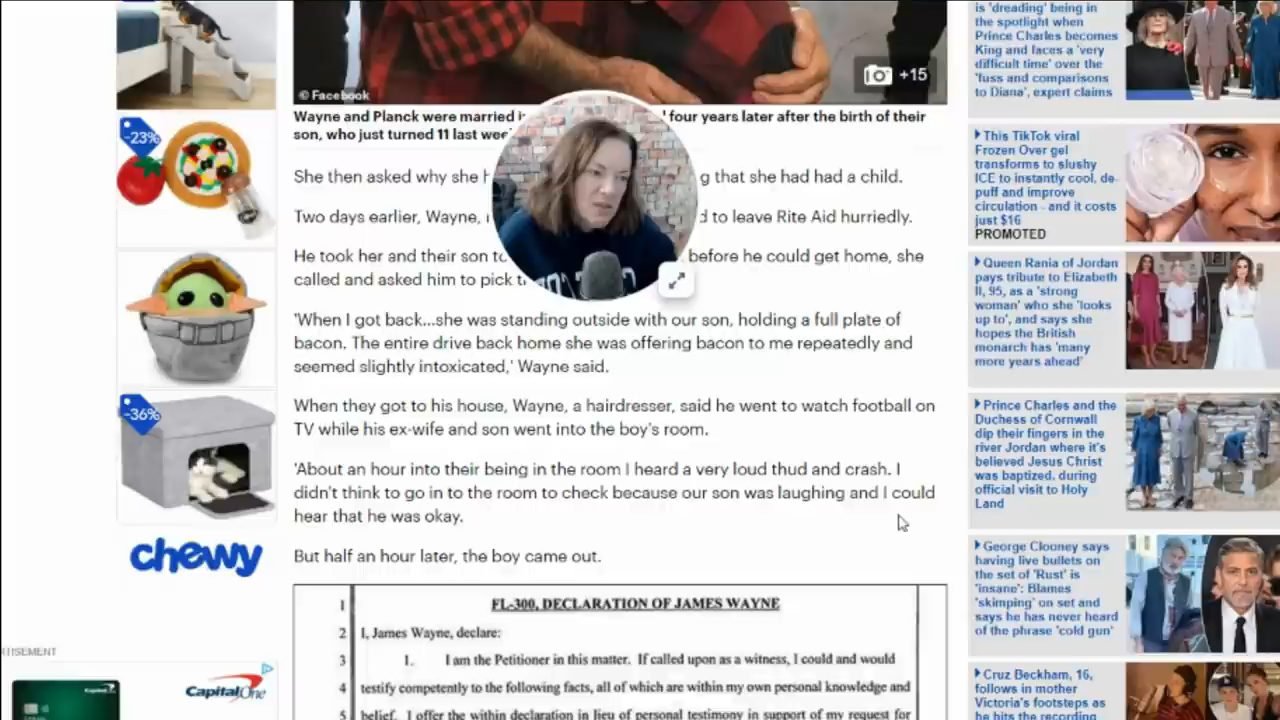 -23%
-36%
chewy
TISEMENT
CapitalOne
Capital One
© Facebook
+15
Wayne and Planck were married i
four years later after the birth of their
son, who just turned 11 last wee
She then asked why she h
g that she had had a child.
Two days earlier, Wayne,
d to leave Rite Aid hurriedly.
He took her and their son to
before he could get home, she
called and asked him to pick t
'When I got back...she was standing outside with our son, holding a full plate of
bacon. The entire drive back home she was offering bacon to me repeatedly and
seemed slightly intoxicated,' Wayne said.
When they got to his house, Wayne, a hairdresser, said he went to watch football on
TV while his ex-wife and son went into the boy's room.
'About an hour into their being in the room I heard a very loud thud and crash. I
didn't think to go in to the room to check because our son was laughing and I could
hear that he was okay.
But half an hour later, the boy came out.
1 FL-300, DECLARATION OF JAMES WAYNE
2 I, James Wayne, declare:
3 1. I am the Petitioner in this matter. If called upon as a witness, I could and would
4 testify competently to the following facts, all of which are within my own personal knowledge and
5 belief. I offer the within declaration in lieu of personal testimony in support of my request for
is 'dreading' being in
the spotlight when
Prince Charles becomes
King and faces a 'very
difficult time' over the
'fuss and comparisons
to Diana', expert claims
This TikTok viral
Frozen Over gel
transforms to slushy
ICE to instantly cool, de-
puff and improve
circulation - and it costs
just $16
PROMOTED
Queen Rania of Jordan
pays tribute to Elizabeth
II, 95, as a 'strong
woman' who she 'looks
up to', and says she
hopes the British
monarch has 'many
more years ahead'
Prince Charles and the
Duchess of Cornwall
dip their fingers in the
river Jordan where it's
believed Jesus Christ
was baptized, during
official visit to Holy
Land
George Clooney says
having live bullets on
the set of 'Rust' is
'insane': Blames
'skimping' on set and
says he has never heard
of the phrase 'cold gun'
Cruz Beckham, 16,
follows in mother
Victoria's footsteps as
he hits the recording